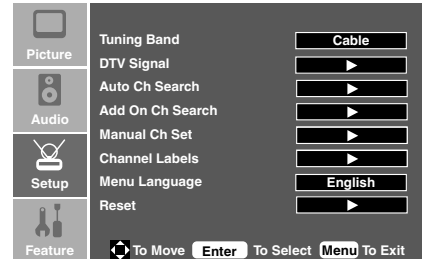 Picture
Audio
Setup
Feature
Tuning Band Cable
DTV Signal
Auto Ch Search
Add On Ch Search
Manual Ch Set
Channel Labels
Menu Language English
Reset
To Move Enter To Select Menu To Exit